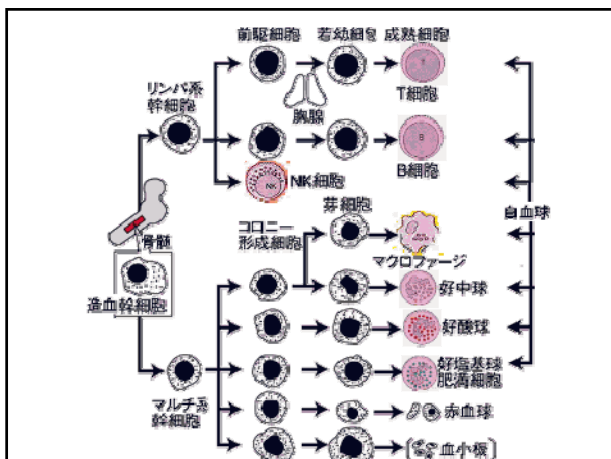 前駆細胞
若幼細包
成熟細胞
T
T細胞
リンパ系
幹細胞
胸腺
B
B細胞
NK
NK細胞
白血球
骨髄
造血幹細胞
コロニー
形成細胞
芽細胞
マクロファージ
好中球
好酸球
好塩基球
肥満細胞
マルチ系
幹細胞
赤血球
血小板